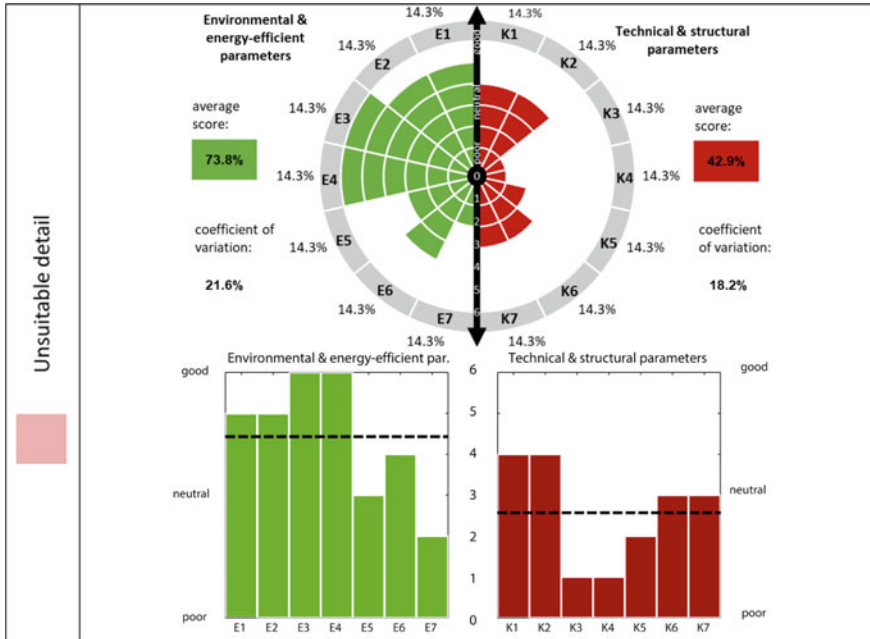 Unsuitable detail
Environmental &
energy-efficient
parameters
average
score:
73.8%
coefficient of
variation:
21.6%
Technical & structural
parameters
average
score:
42.9%
coefficient
of variation:
18.2%
14.3%
14.3%
14.3%
14.3%
14.3%
14.3%
14.3%
14.3%
14.3%
14.3%
14.3%
14.3%
14.3%
14.3%
E1
E2
E3
E4
E5
E6
E7
K1
K2
K3
K4
K5
K6
K7
good
neutral
poor
0
1
2
3
4
5
6
Environmental & energy-efficient par.
good
neutral
poor
E1 E2 E3 E4 E5 E6 E7
Technical & structural parameters
6
5
4
3
2
1
0
good
neutral
poor
K1 K2 K3 K4 K5 K6 K7